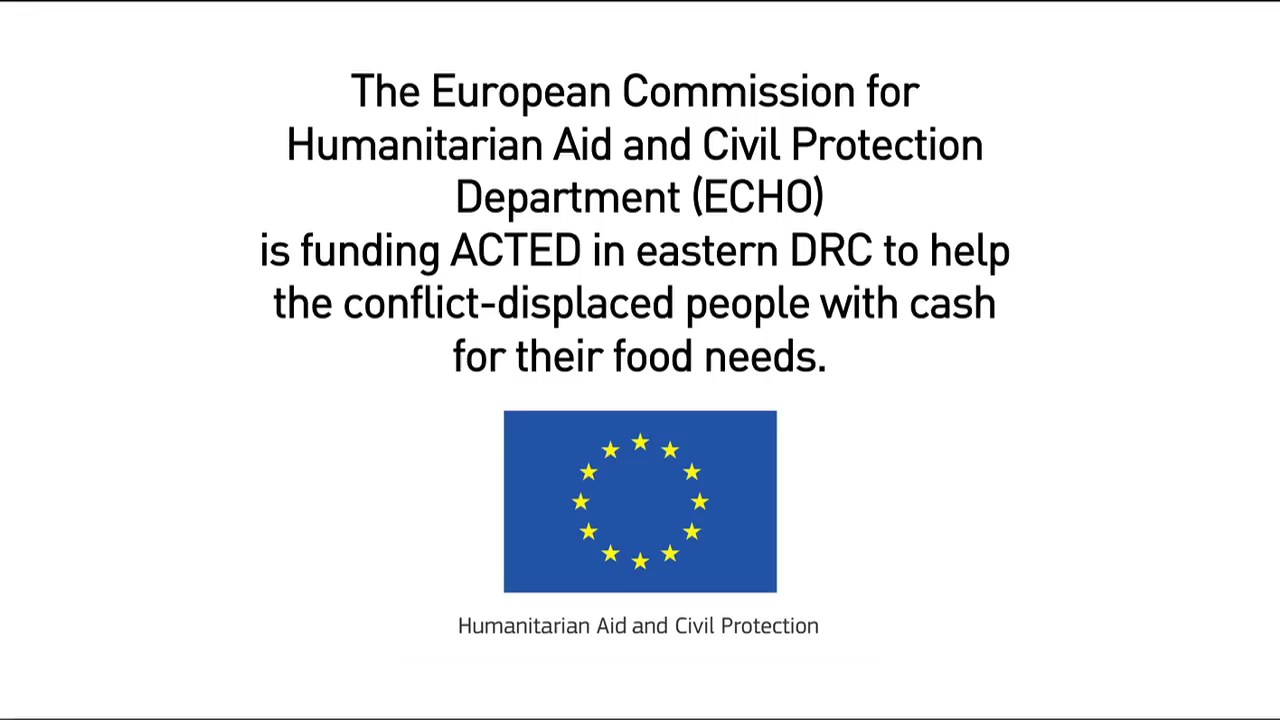 The European Commission for
Humanitarian Aid and Civil Protection
Department (ECHO)
is funding ACTED in eastern DRC to help
the conflict-displaced people with cash
for their food needs.
Humanitarian Aid and Civil Protection